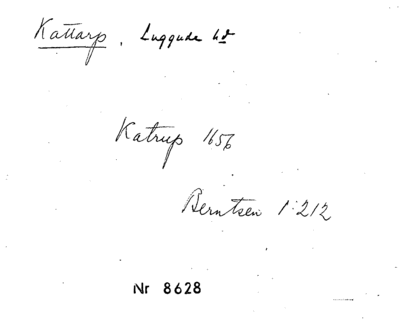 Kattarp, Luggude hd
Katrup 1656
Berntsen 1:212
Nr 8628